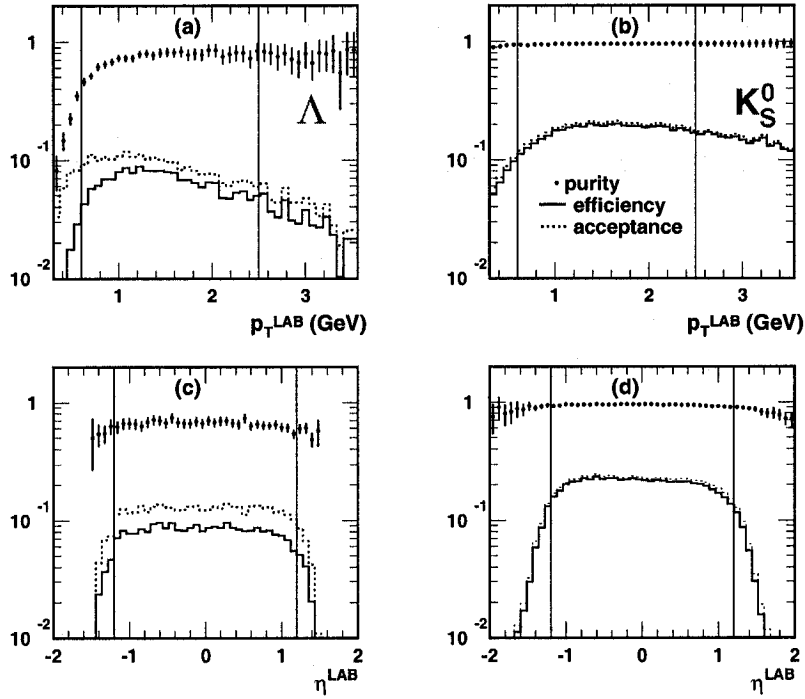 (a)
1
10⁻¹
10⁻²
Λ
1 2 3
p_T^LAB (GeV)
(b)
1
10⁻¹
10⁻²
K_S^0
purity
efficiency
acceptance
1 2 3
p_T^LAB (GeV)
(c)
1
10⁻¹
10⁻²
-2 -1 0 1 2
η^LAB
(d)
1
10⁻¹
10⁻²
-2 -1 0 1 2
η^LAB